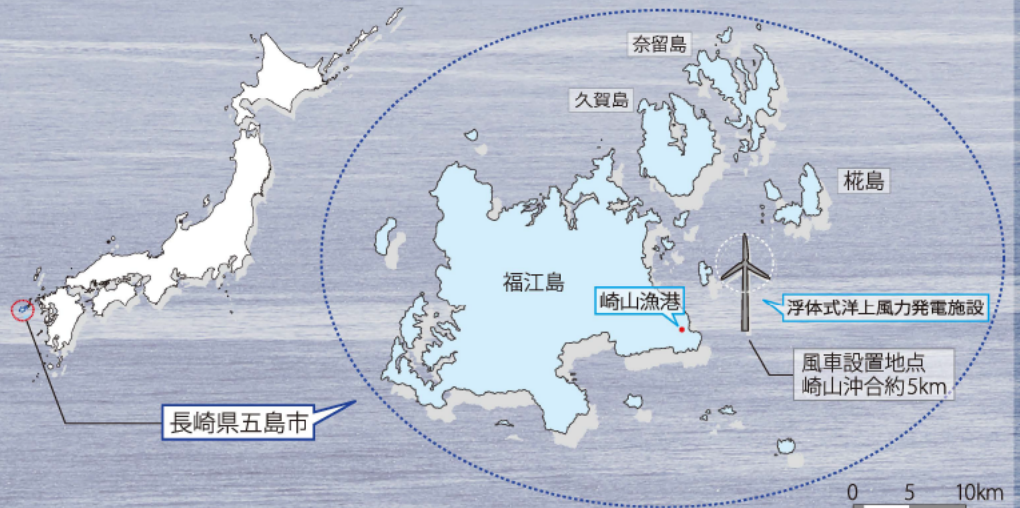 奈留島
久賀島
椛島
福江島
崎山漁港
浮体式洋上風力発電施設
風車設置地点
崎山沖合約5km
長崎県五島市
0 5 10km